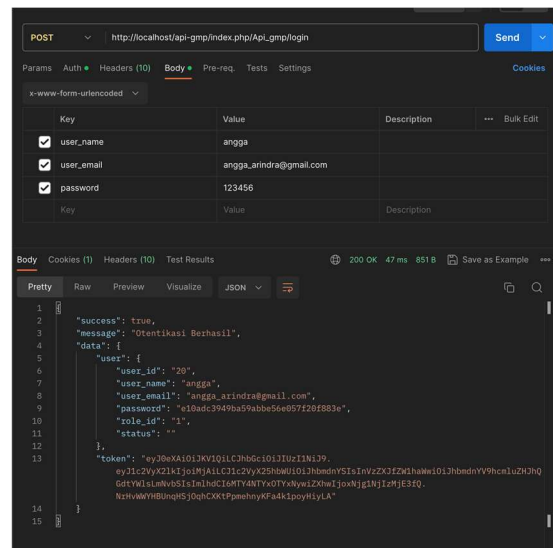 POST http://localhost/api-gmp/index.php/Api_gmp/login Send
Params Auth Headers (10) Body Pre-req. Tests Settings Cookies
x-www-form-urlencoded
Key Value Description Bulk Edit
user_name angga
user_email angga_arindra@gmail.com
password 123456
Key Value Description
Body Cookies (1) Headers (10) Test Results 200 OK 47 ms 851 B Save as Example
Pretty Raw Preview Visualize JSON
1 {
2 "success": true,
3 "message": "Otentikasi Berhasil",
4 "data": {
5 "user": {
6 "user_id": "20",
7 "user_name": "angga",
8 "user_email": "angga_arindra@gmail.com",
9 "password": "e10adc3949ba59abbe56e057f20f883e",
10 "role_id": "1",
11 "status": ""
12 },
13 "token": "eyJ0eXAiOiJKV1QiLCJhbGciOiJIUzI1NiJ9.
14 }
15 }